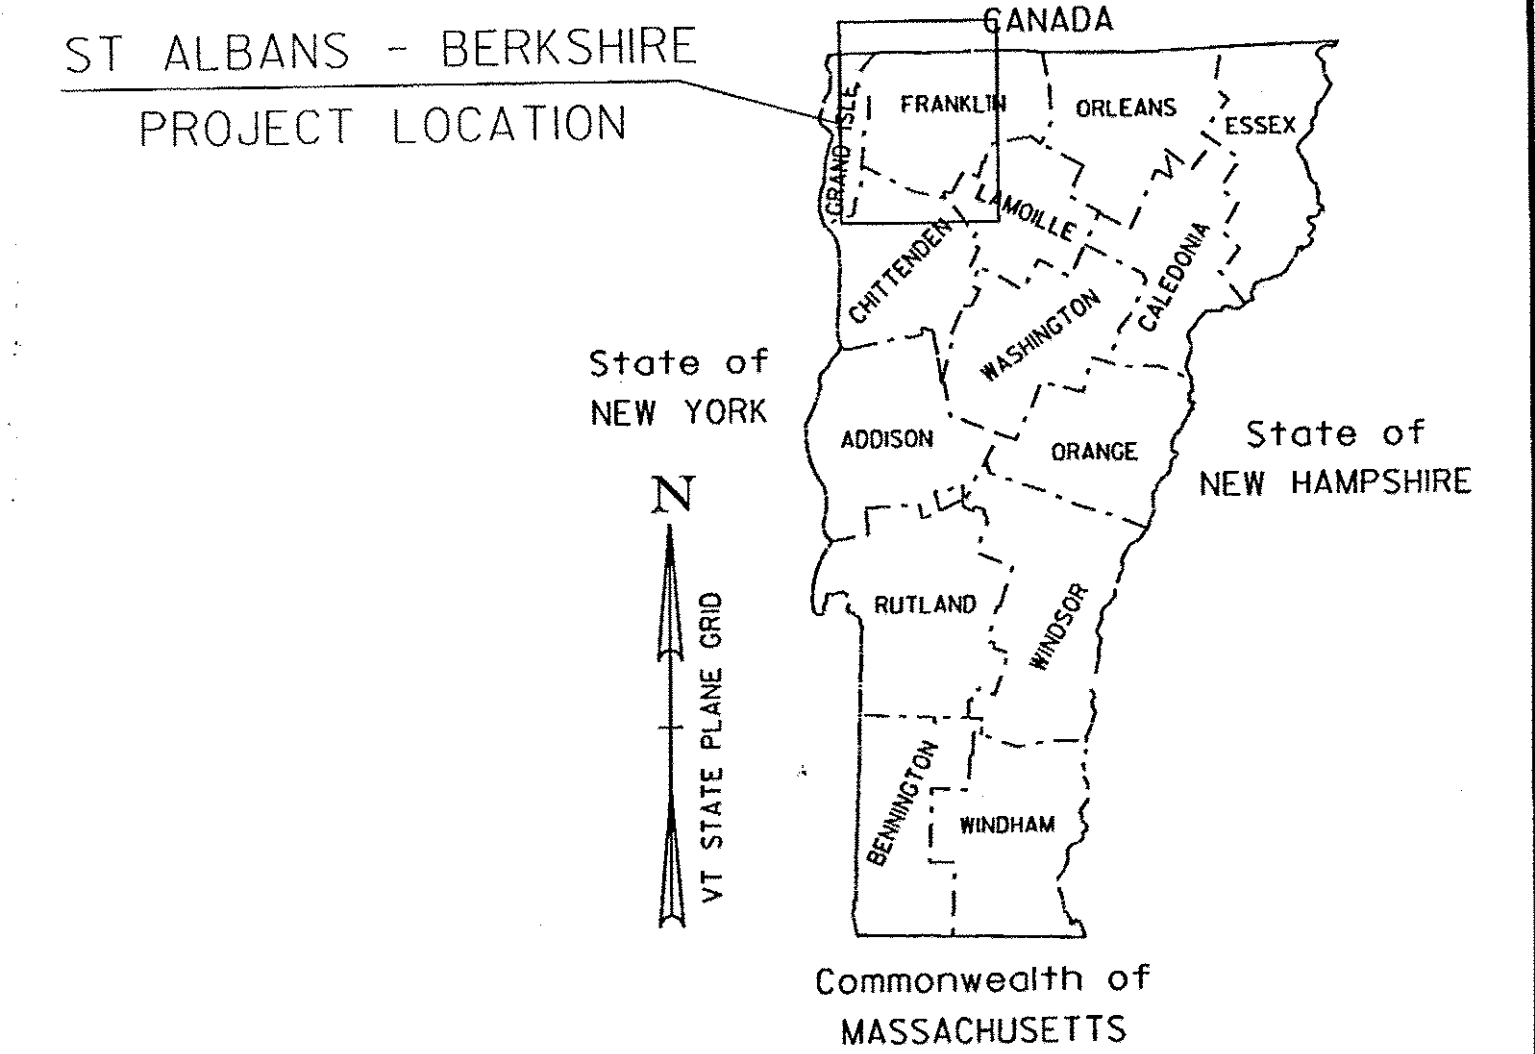 CANADA
ST ALBANS - BERKSHIRE
PROJECT LOCATION
GRAND ISLE
FRANKLIN
ORLEANS
ESSEX
LAMOILLE
CHITTENDEN
CALEDONIA
WASHINGTON
State of
NEW YORK
ADDISON
ORANGE
State of
NEW HAMPSHIRE
N
VT STATE PLANE GRID
RUTLAND
WINDSOR
BENNINGTON
WINDHAM
Commonwealth of
MASSACHUSETTS